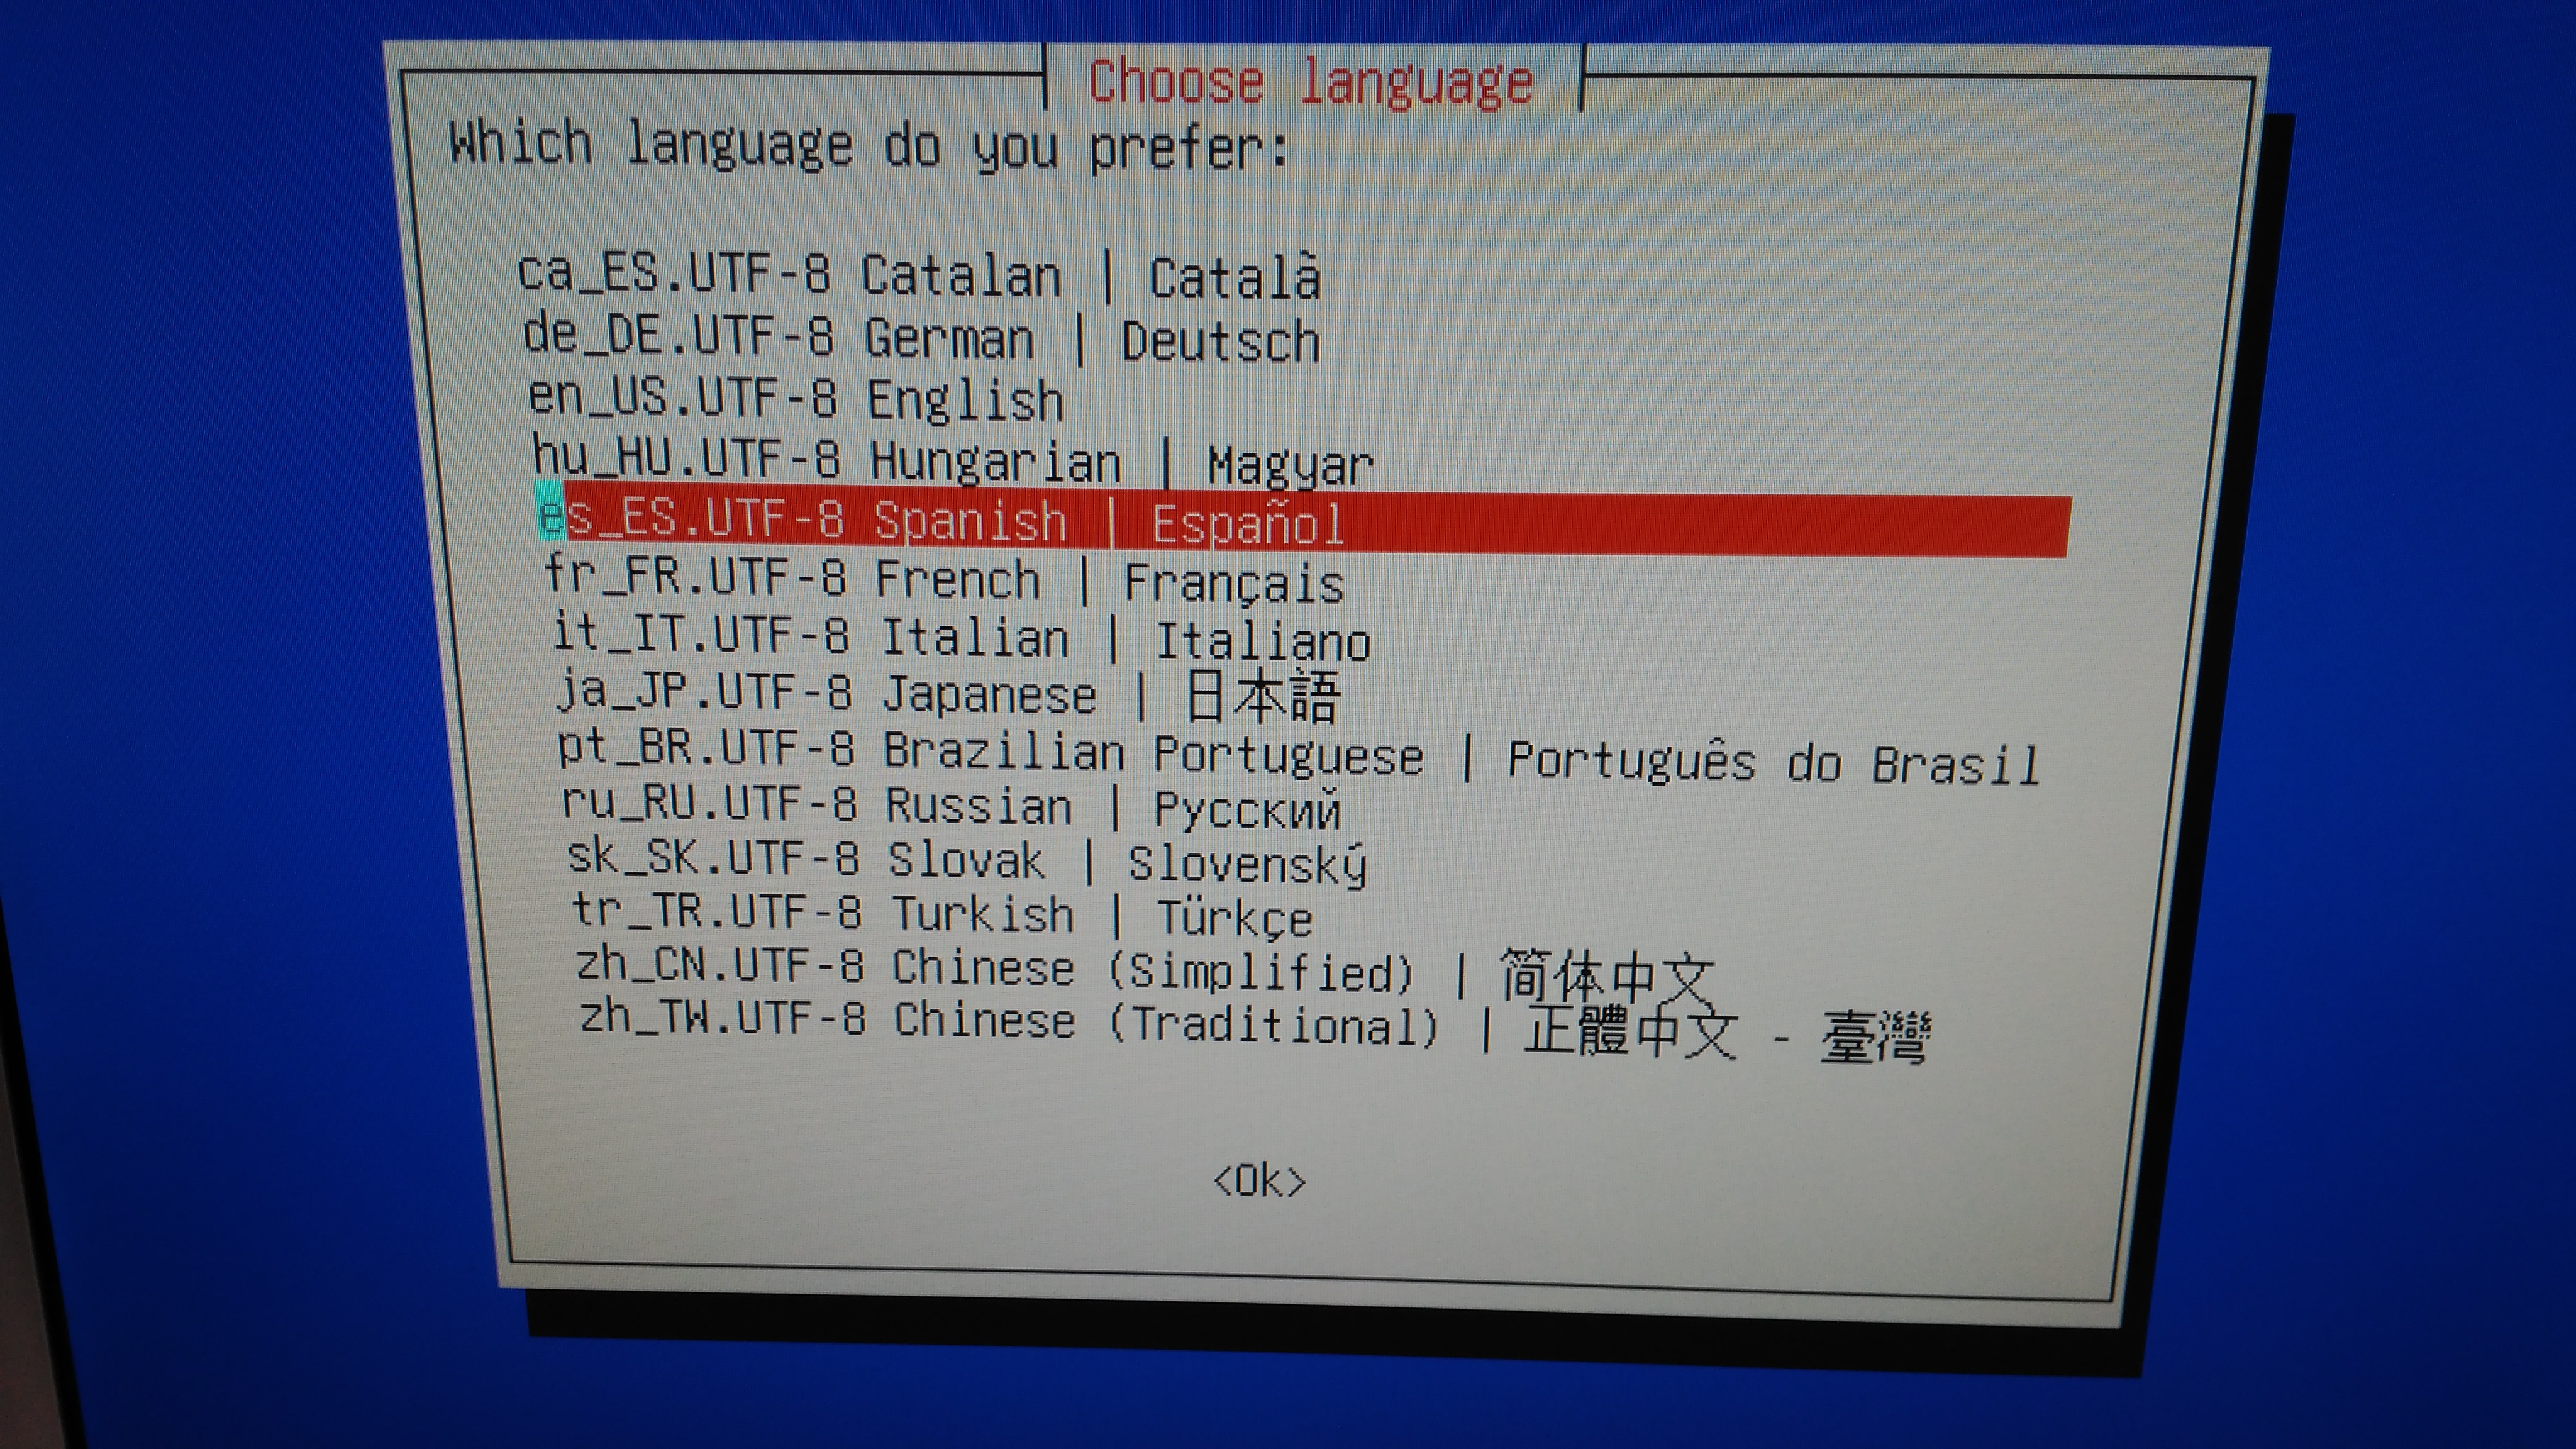 Choose language
Which language do you prefer:
ca_ES.UTF-8 Catalan | Català
de_DE.UTF-8 German | Deutsch
en_US.UTF-8 English
hu_HU.UTF-8 Hungarian | Magyar
es_ES.UTF-8 Spanish | Español
fr_FR.UTF-8 French | Français
it_IT.UTF-8 Italian | Italiano
ja_JP.UTF-8 Japanese | 日本語
pt_BR.UTF-8 Brazilian Portuguese | Português do Brasil
ru_RU.UTF-8 Russian | Русский
sk_SK.UTF-8 Slovak | Slovenský
tr_TR.UTF-8 Turkish | Türkçe
zh_CN.UTF-8 Chinese (Simplified) | 简体中文
zh_TW.UTF-8 Chinese (Traditional) | 正體中文 - 臺灣
<Ok>